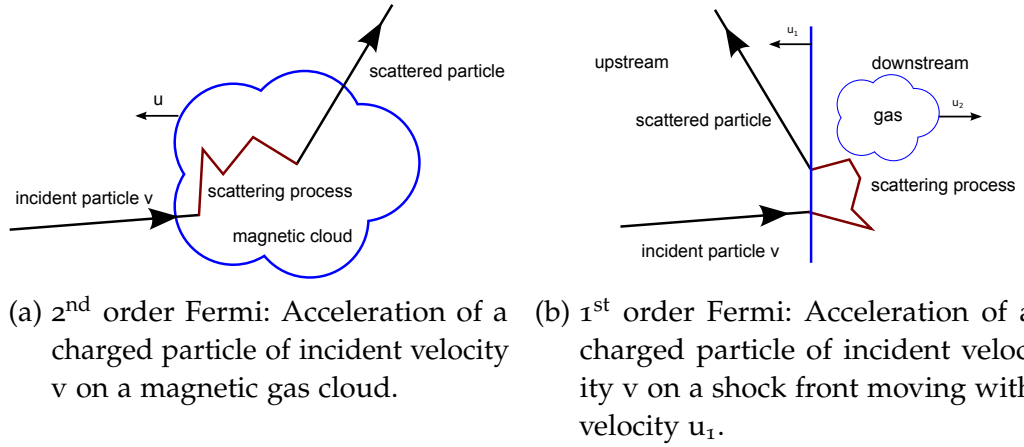 scattered particle
u
scattering process
incident particle v
magnetic cloud
(a) 2nd order Fermi: Acceleration of a
charged particle of incident velocity
v on a magnetic gas cloud.
u1
upstream
downstream
scattered particle
gas
u2
scattering process
incident particle v
(b) 1st order Fermi: Acceleration of a
charged particle of incident veloc
ity v on a shock front moving with
velocity u1.